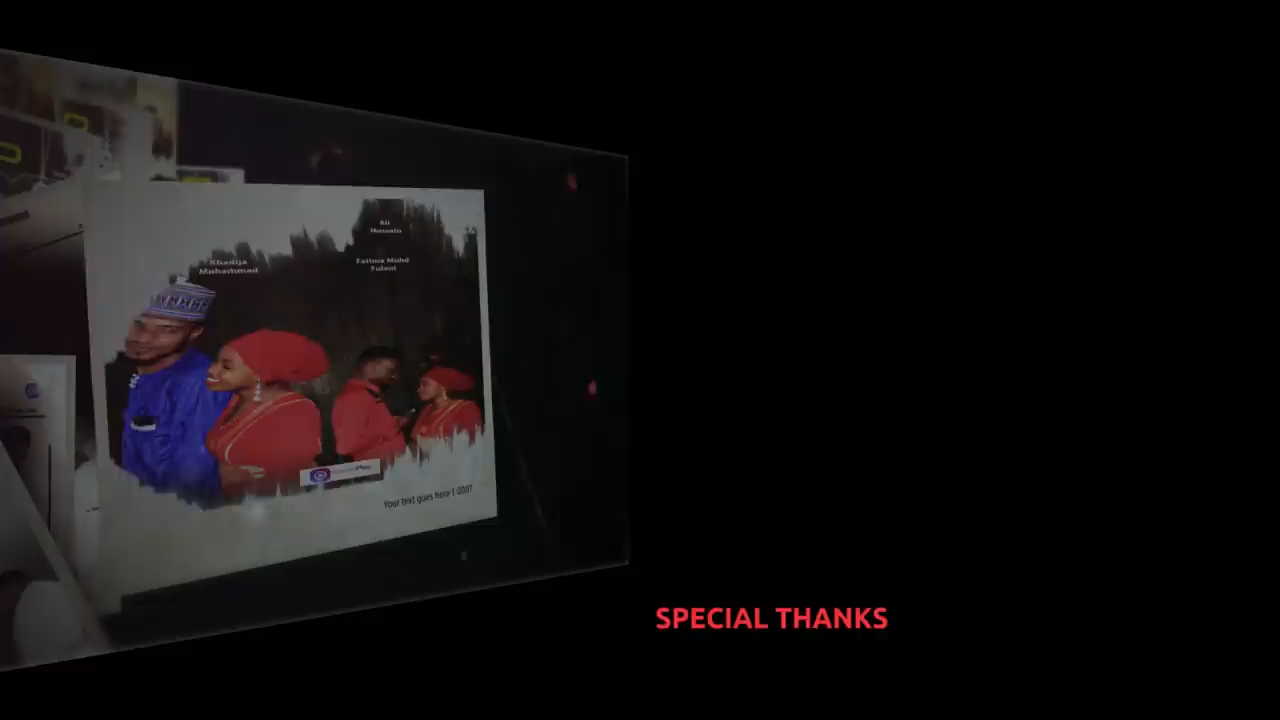 Ali
Hussain
Khadija
Muhammad
Fatima Muhd
Fulani
Your text goes here
SPECIAL THANKS